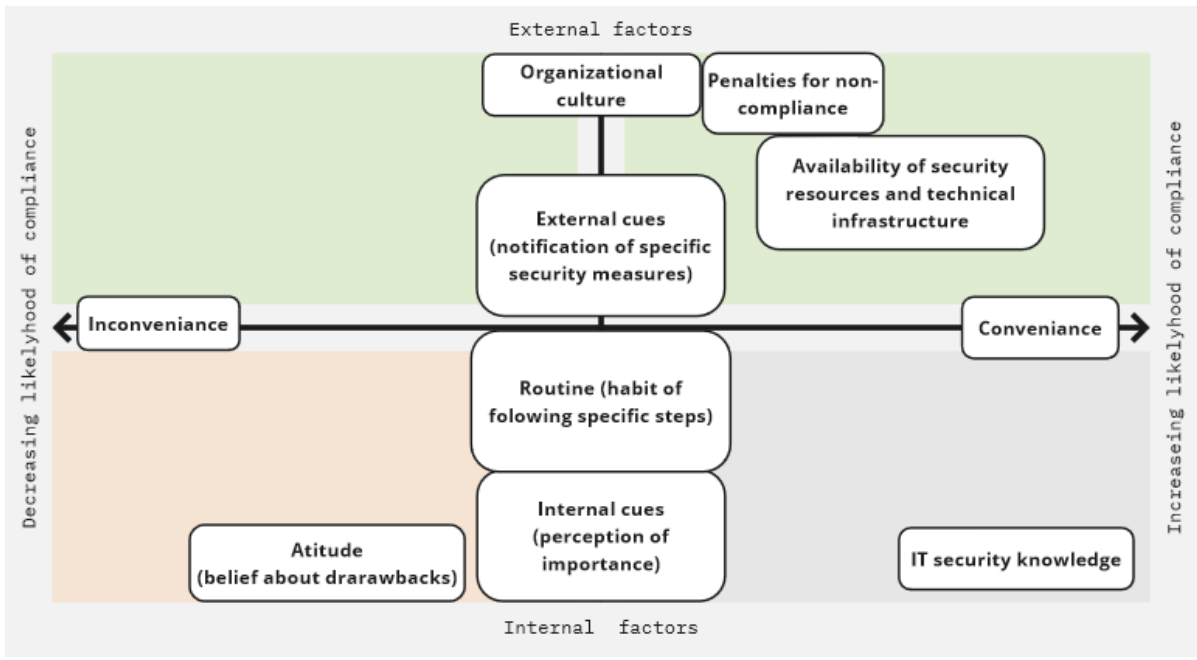 External factors
Organizational
culture
Penalties for non-
compliance
Availability of security
resources and technical
infrastructure
External cues
(notification of specific
security measures)
Decreasing likelyhood of compliance
Increaseing likelyhood of compliance
Inconveniance
Conveniance
Routine (habit of
folowing specific steps)
Internal cues
(perception of
importance)
Atitude
(belief about drarawbacks)
IT security knowledge
Internal factors